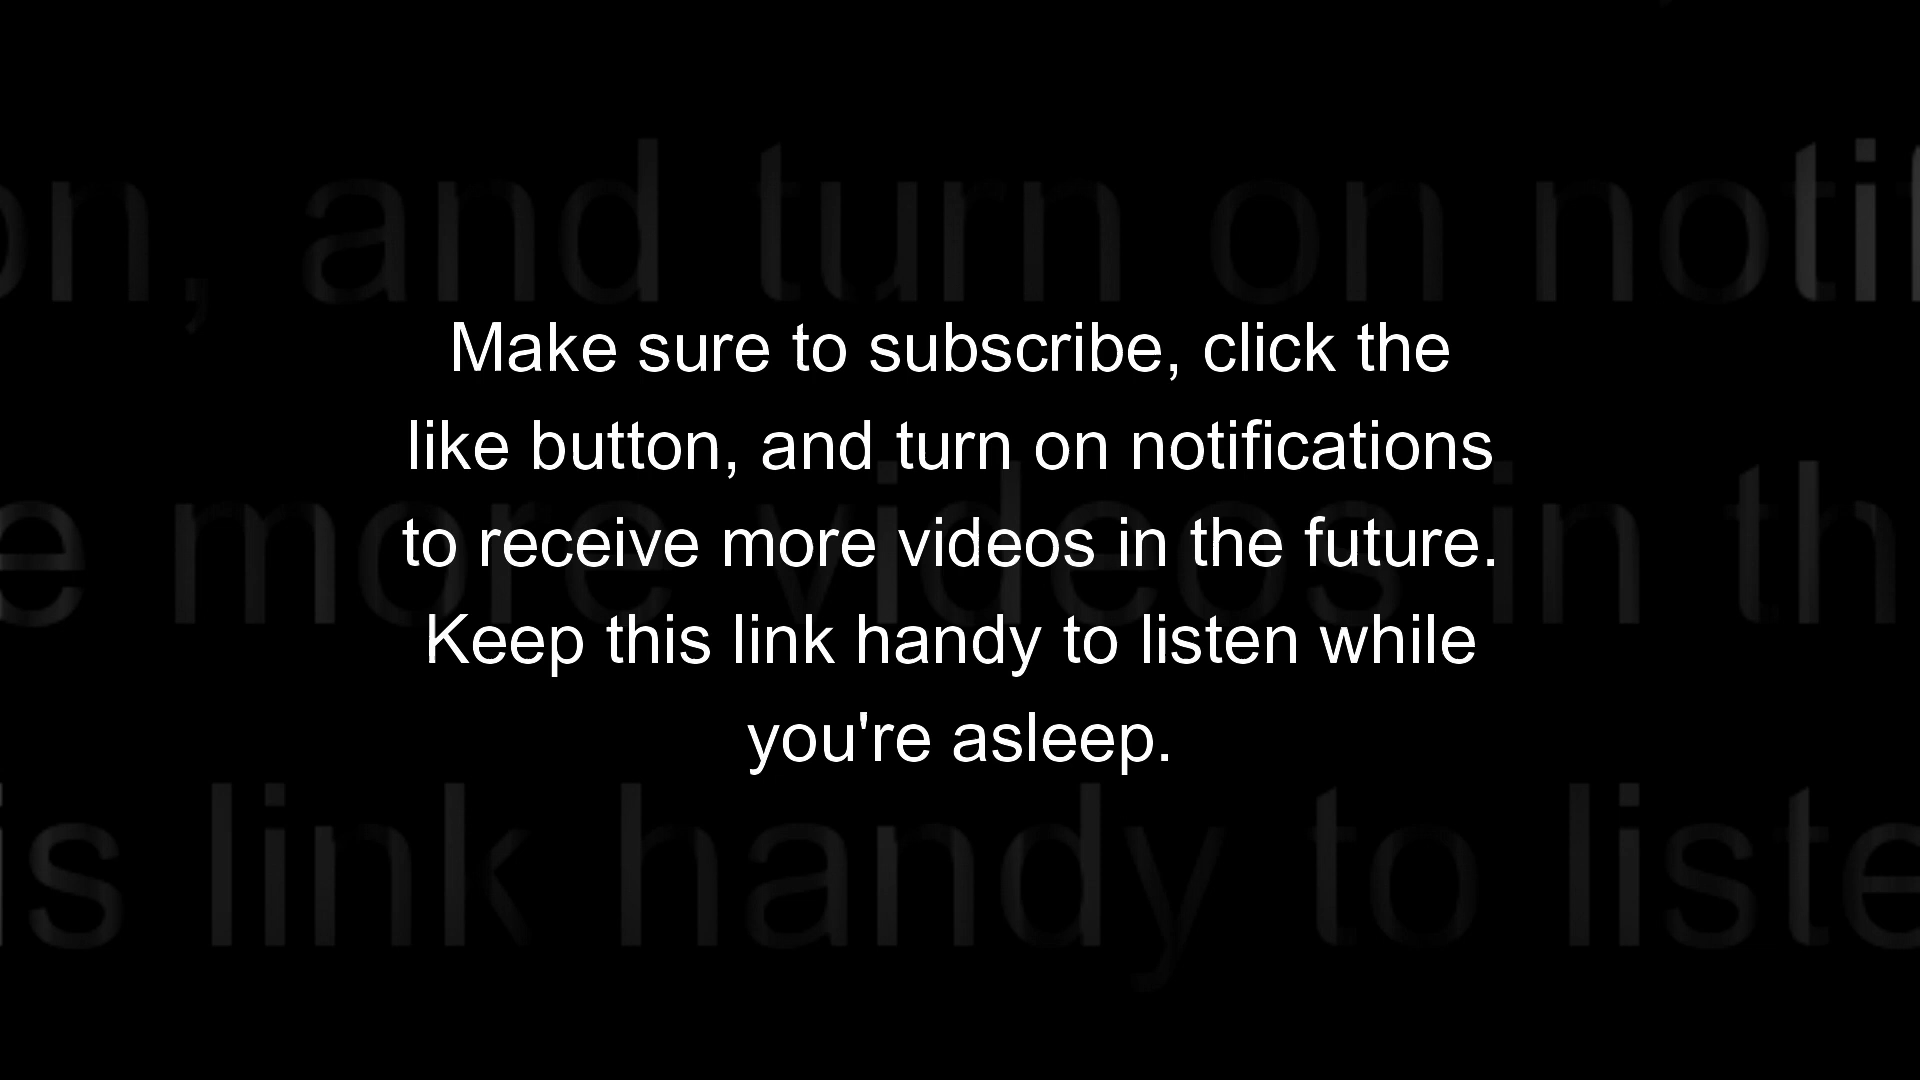 Make sure to subscribe, click the
like button, and turn on notifications
to receive more videos in the future.
Keep this link handy to listen while
you're asleep.